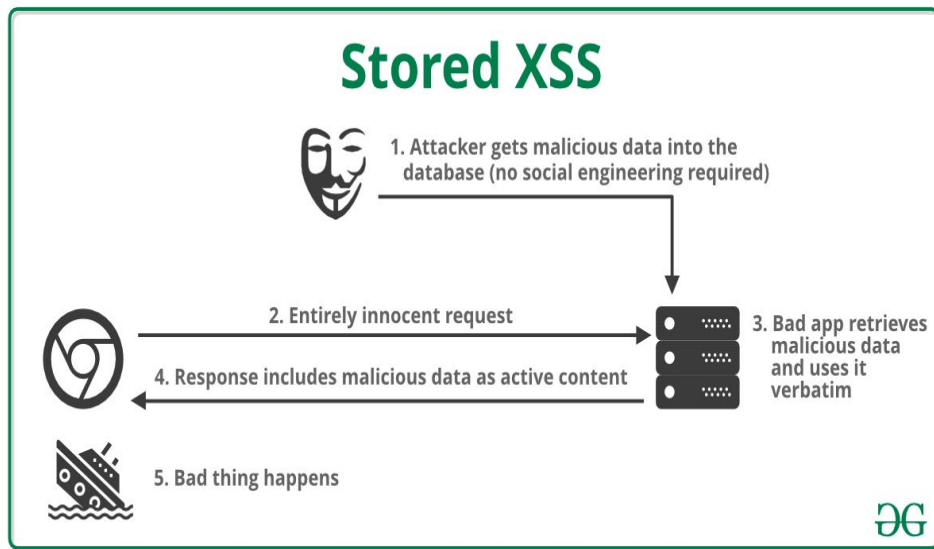 Stored XSS
1. Attacker gets malicious data into the
database (no social engineering required)
2. Entirely innocent request
3. Bad app retrieves
malicious data
and uses it
verbatim
4. Response includes malicious data as active content
5. Bad thing happens